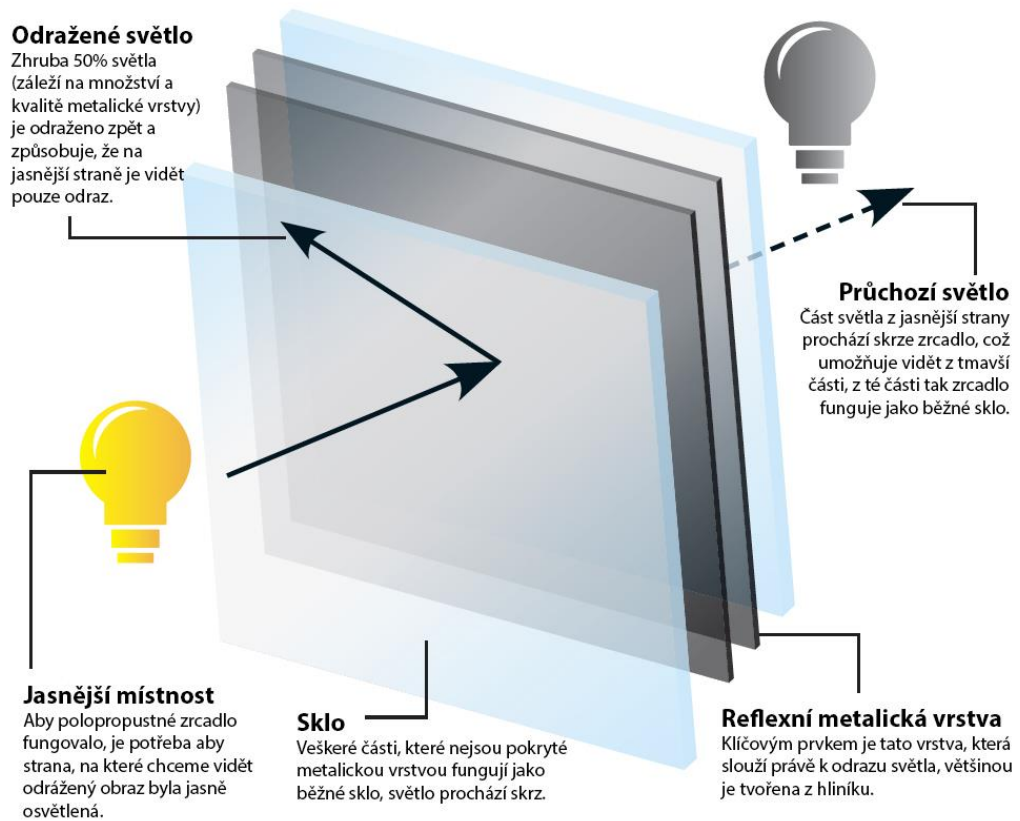 Odražené světlo
Zhruba 50% světla
(záleží na množství a
kvalitě metalické vrstvy)
je odraženo zpět a
způsobuje, že na
jasnější straně je vidět
pouze odraz.
Průchozí světlo
Část světla z jasnější strany
prochází skrze zrcadlo, což
umožňuje vidět z tmavší
části, z té části tak zrcadlo
funguje jako běžné sklo.
Jasnější místnost
Aby polopropustné zrcadlo
fungovalo, je potřeba aby
strana, na které chceme vidět
odrážený obraz byla jasně
osvětlená.
Sklo
Veškeré části, které nejsou pokryté
metalickou vrstvou fungují jako
běžné sklo, světlo prochází skrz.
Reflexní metalická vrstva
Klíčovým prvkem je tato vrstva, která
slouží právě k odrazu světla, většinou
je tvořena z hliníku.